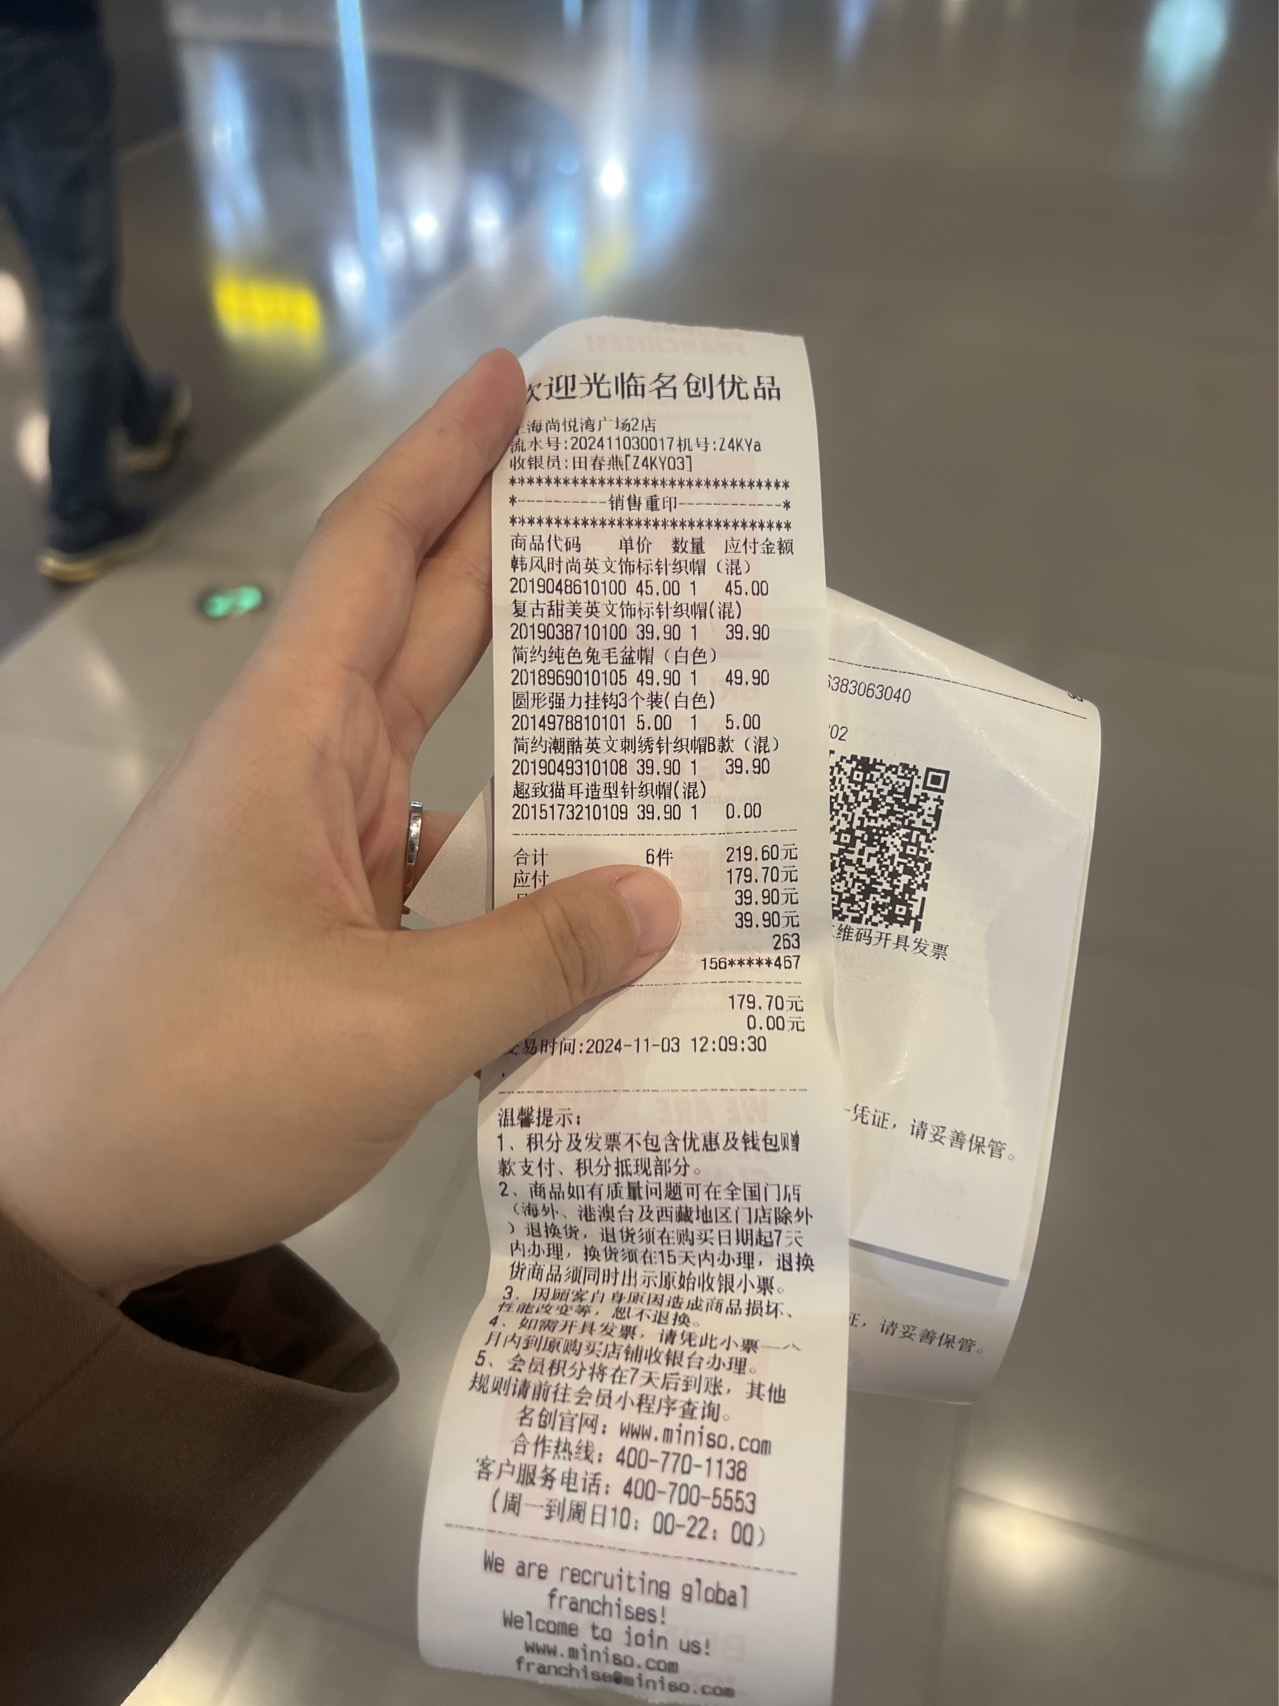 迎光临名创优品
海尚悦湾广场2店
流水号:202411030017机号:Z4KYa
收银员:田春燕[Z4KY03]
*******************************
*----------销售重印-----------*
*******************************
商品代码 单价 数量 应付金额
韩风时尚英文饰标针织帽（混）
2019048610100 45.00 1 45.00
复古甜美英文饰标针织帽(混)
2019038710100 39.90 1 39.90
简约纯色兔毛盆帽（白色）
2018969010105 49.90 1 49.90
圆形强力挂钩3个装(白色)
2014978810101 5.00 1 5.00
简约潮酷英文刺绣针织帽B款（混）
2019049310108 39.90 1 39.90
趣致猫耳造型针织帽(混)
2015173210109 39.90 1 0.00
合计 6件 219.60元
应付 179.70元
39.90元
39.90元
263
156*****467
179.70元
0.00元
易时间:2024-11-03 12:09:30
温馨提示:
1、积分及发票不包含优惠及钱包赠
款支付、积分抵现部分。
2、商品如有质量问题可在全国门店
（海外、港澳台及西藏地区门店除外
）退换货，退货须在购买日期起7天
内办理，换货须在15天内办理，退换
货商品须同时出示原始收银小票。
3、因顾客自身原因造成商品损坏、
性能改变等，恕不退换。
4、如需开具发票，请凭此小票一个
月内到原购买店铺收银台办理。
5、会员积分将在7天后到账，其他
规则请前往会员小程序查询。
名创官网：www.miniso.com
合作热线：400-770-1138
客户服务电话：400-700-5553
(周一到周日10：00-22：00)
We are recruiting global
franchises!
Welcome to join us!
www.miniso.com
franchise@miniso.com
6383063040
02
维码开具发票
凭证，请妥善保管。
证，请妥善保管。